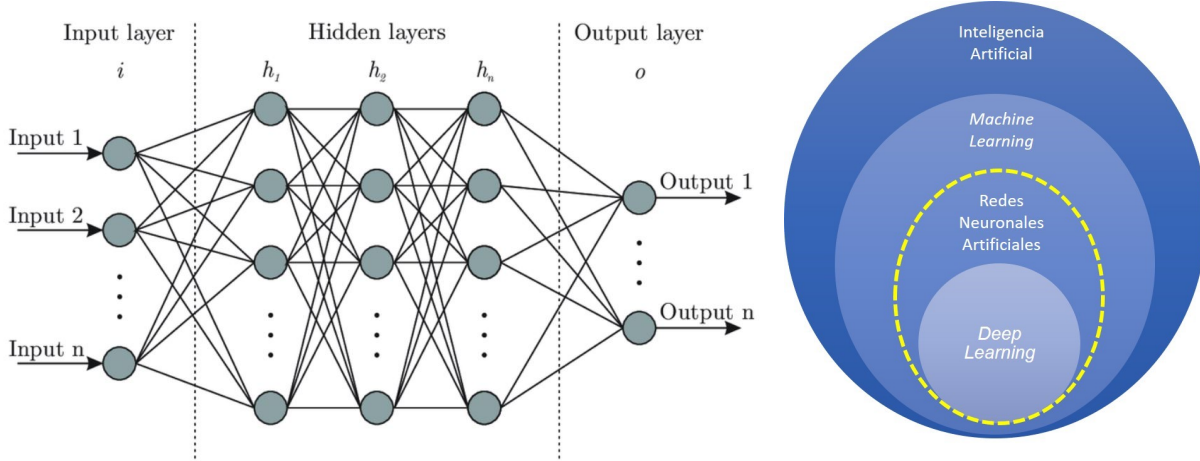 Input layer
Hidden layers
Output layer
i
h1
h2
hn
o
Input 1
Input 2
Input n
Output 1
Output n
Inteligencia
Artificial
Machine
Learning
Redes
Neuronales
Artificiales
Deep
Learning